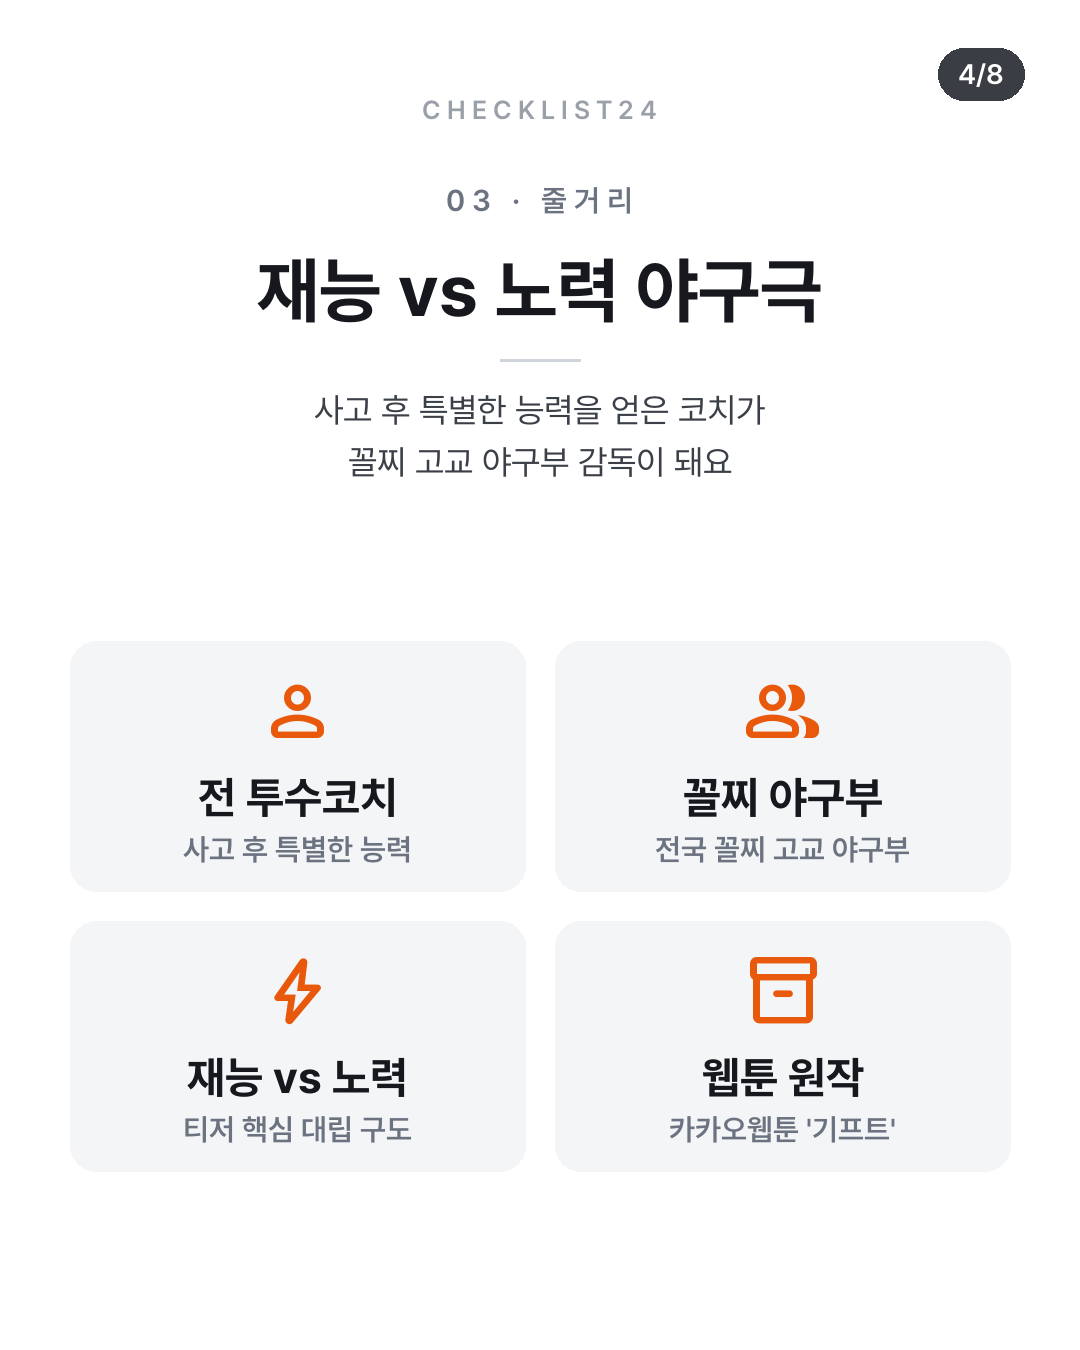 4/8
CHECKLIST24
03 · 줄거리
재능 vs 노력 야구극
사고 후 특별한 능력을 얻은 코치가
꼴찌 고교 야구부 감독이 돼요
전 투수코치
사고 후 특별한 능력
꼴찌 야구부
전국 꼴찌 고교 야구부
재능 vs 노력
티저 핵심 대립 구도
웹툰 원작
카카오웹툰 '기프트'